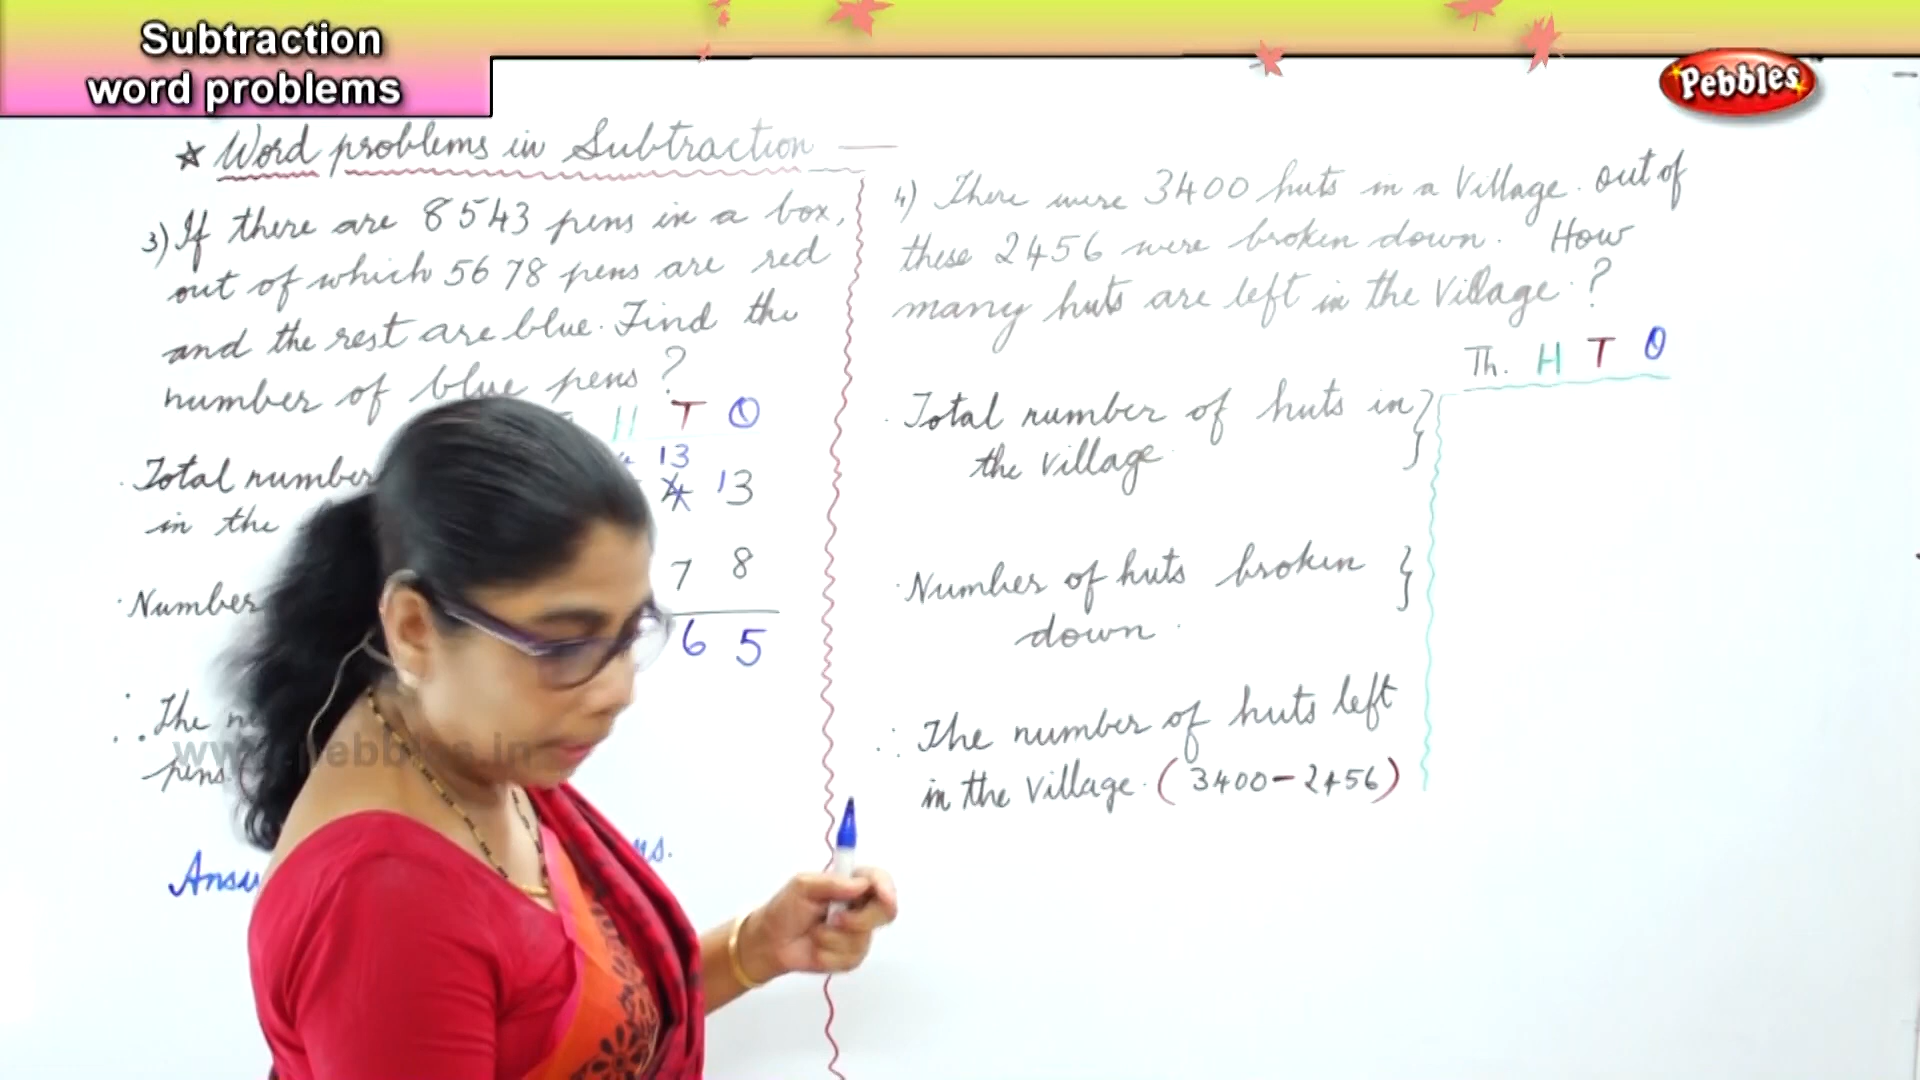 Subtraction
word problems
Pebbles
★ Word problems in Subtraction
3) If there are 8543 pens in a box,
out of which 5678 pens are red
and the rest are blue. Find the
number of blue pens?
H T O
13
4 13
Total number
in the
7 8
Number
6 5
∴ The
pens
www.pebbles.in
4) There were 3400 huts in a Village. out of
these 2456 were broken down. How
many huts are left in the Village.?
Th. H T O
Total number of huts in }
the village
Number of huts broken }
down.
∴ The number of huts left
in the Village. (3400-2456)